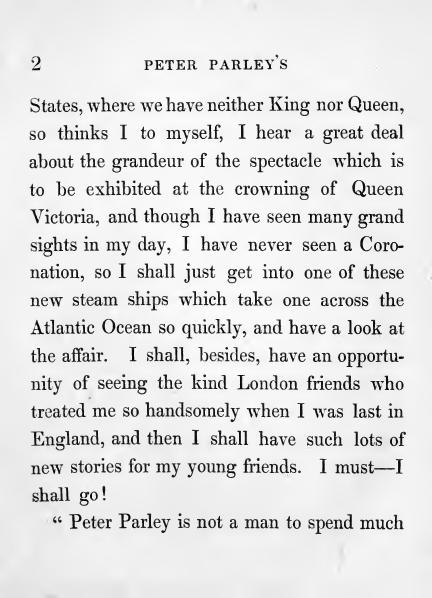 2 PETER PARLEY'S
States, where we have neither King nor Queen,
so thinks I to myself, I hear a great deal
about the grandeur of the spectacle which is
to be exhibited at the crowning of Queen
Victoria, and though I have seen many grand
sights in my day, I have never seen a Coro-
nation, so I shall just get into one of these
new steam ships which take one across the
Atlantic Ocean so quickly, and have a look at
the affair. I shall, besides, have an opportu-
nity of seeing the kind London friends who
treated me so handsomely when I was last in
England, and then I shall have such lots of
new stories for my young friends. I must—I
shall go!
“ Peter Parley is not a man to spend much